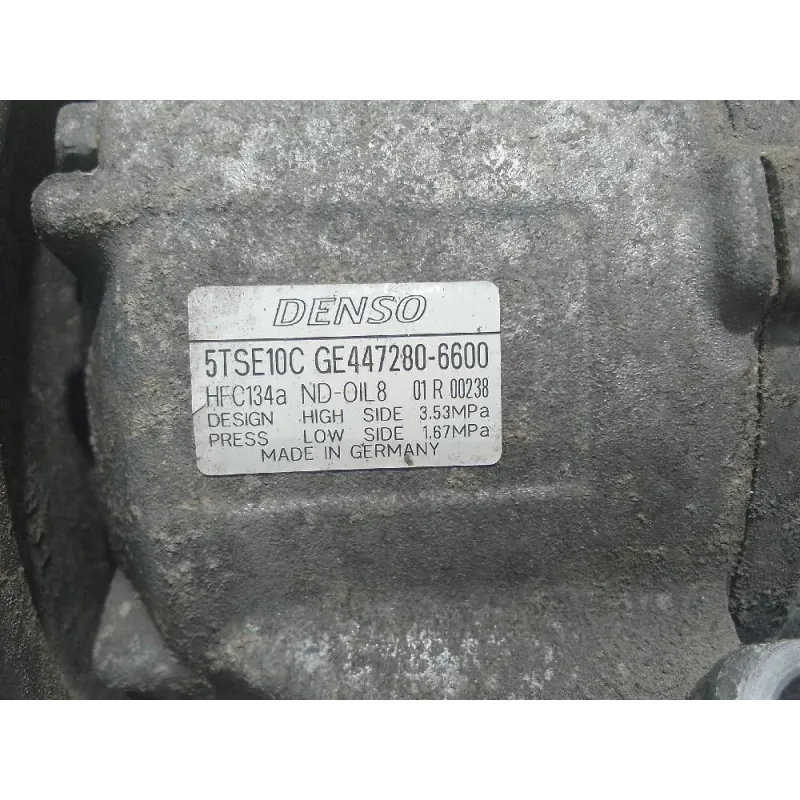 DENSO
5TSE10C GE447280-6600
HFC134a ND-OIL8 01 R 00238
DESIGN HIGH SIDE 3.53MPa
PRESS LOW SIDE 1.67MPa
MADE IN GERMANY